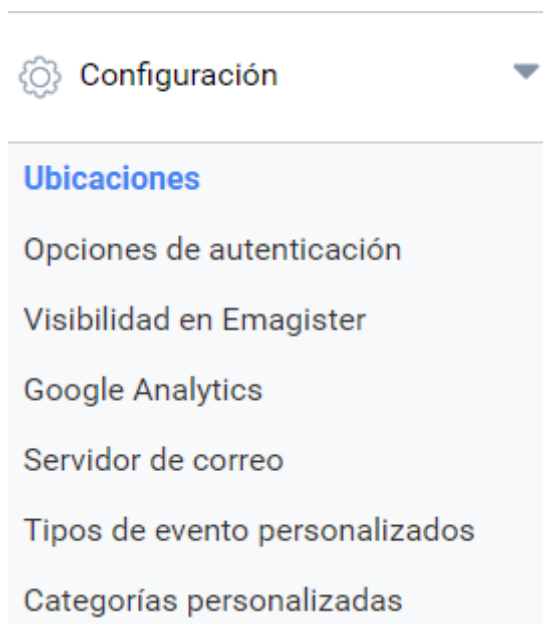 Configuración
Ubicaciones
Opciones de autenticación
Visibilidad en Emagister
Google Analytics
Servidor de correo
Tipos de evento personalizados
Categorías personalizadas